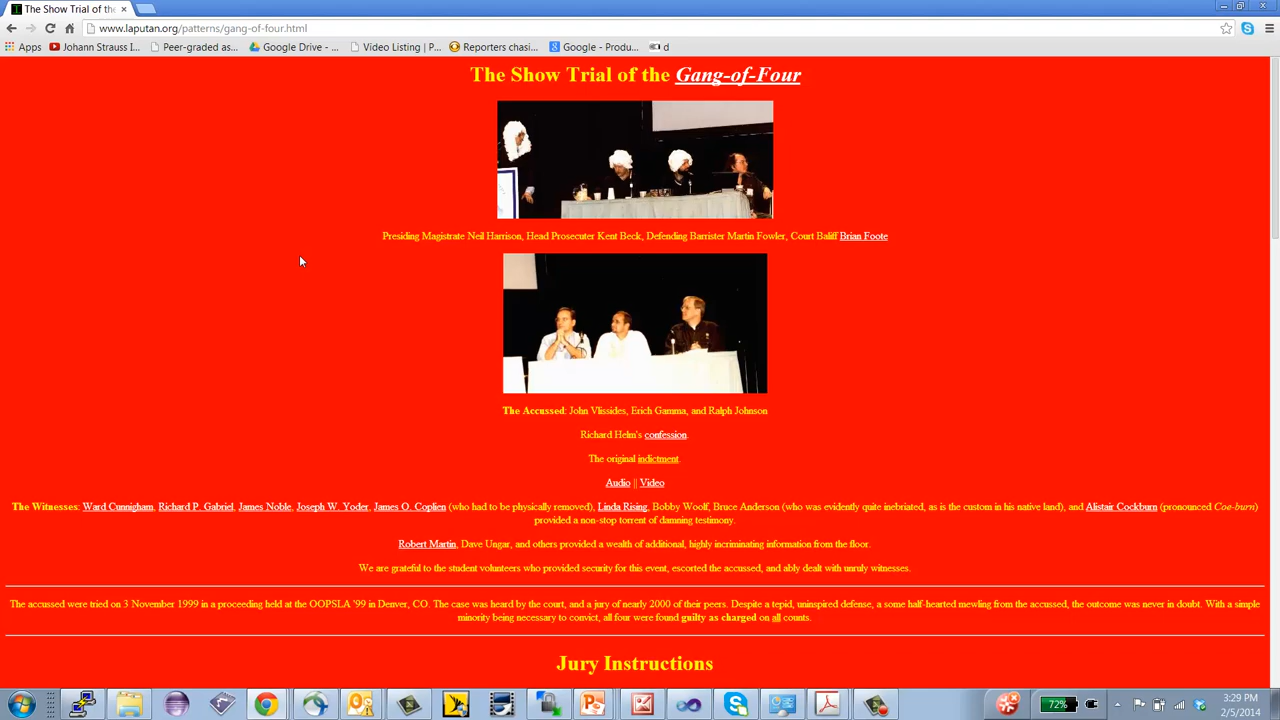 The Show Trial of the
www.laputan.org/patterns/gang-of-four.html
Apps Johann Strauss I... Peer-graded as... Google Drive - ... Video Listing | P... Reporters chasi... Google - Produ... d
The Show Trial of the Gang-of-Four
Presiding Magistrate Neil Harrison, Head Prosecuter Kent Beck, Defending Barrister Martin Fowler, Court Baliff Brian Foote
The Accussed: John Vlissides, Erich Gamma, and Ralph Johnson
Richard Helm's confession.
The original indictment.
Audio || Video
The Witnesses: Ward Cunnigham, Richard P. Gabriel, James Noble, Joseph W. Yoder, James O. Coplien (who had to be physically removed), Linda Rising, Bobby Woolf, Bruce Anderson (who was evidently quite inebriated, as is the custom in his native land), and Alistair Cockburn (pronounced Coe-burn)
provided a non-stop torrent of damning testimony.
Robert Martin, Dave Ungar, and others provided a wealth of additional, highly incriminating information from the floor.
We are grateful to the student volunteers who provided security for this event, escorted the accused, and ably dealt with unruly witnesses.
The accused were tried on 3 November 1999 in a proceeding held at the OOPSLA '99 in Denver, CO. The case was heard by the court, and a jury of nearly 2000 of their peers. Despite a tepid, uninspired defense, a some half-hearted mewling from the accused, the outcome was never in doubt. With a simple
minority being necessary to convict, all four were found guilty as charged on all counts.
Jury Instructions
72%
3:29 PM
2/5/2014